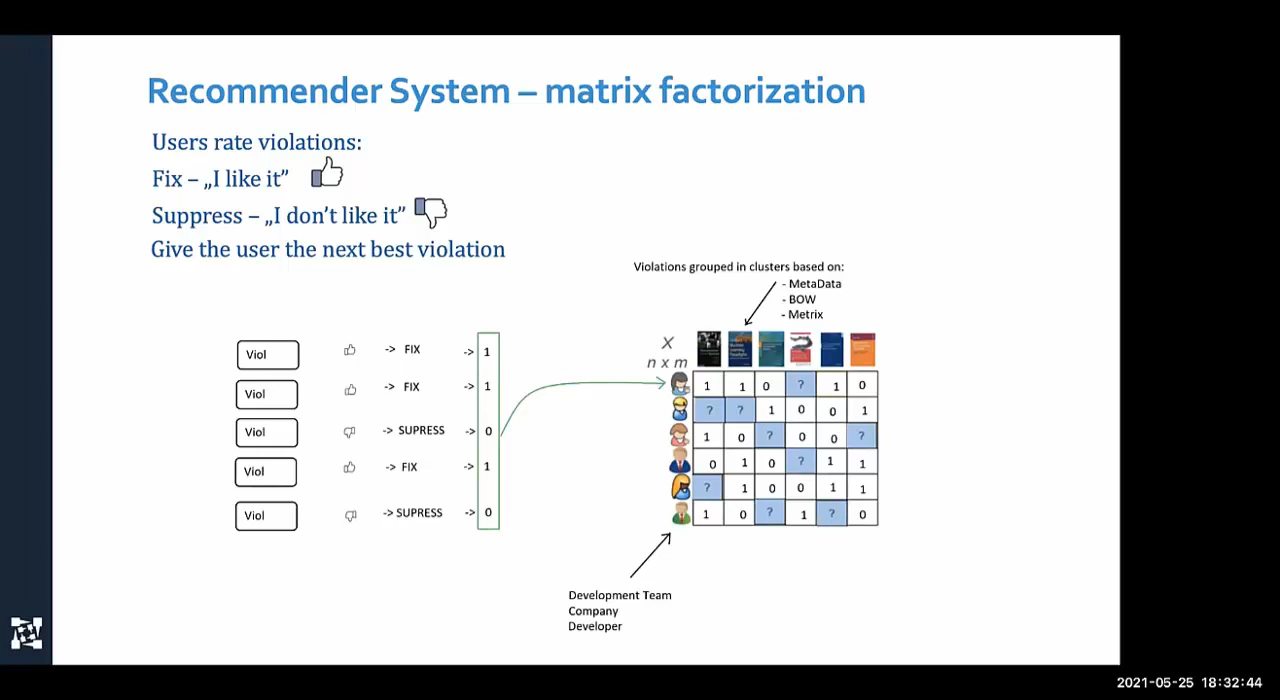 Recommender System – matrix factorization
Users rate violations:
Fix – „I like it”
Suppress – „I don’t like it”
Give the user the next best violation
Violations grouped in clusters based on:
- MetaData
- BOW
- Metrix
Viol -> FIX -> 1
Viol -> FIX -> 1
Viol -> SUPRESS -> 0
Viol -> FIX -> 1
Viol -> SUPRESS -> 0
X
n x m
1 1 0 ? 1 0
? ? 1 0 0 1
1 0 ? 0 0 ?
0 1 0 ? 1 1
? 1 0 0 1 1
1 0 ? 1 ? 0
Development Team
Company
Developer
2021-05-25 18:32:44